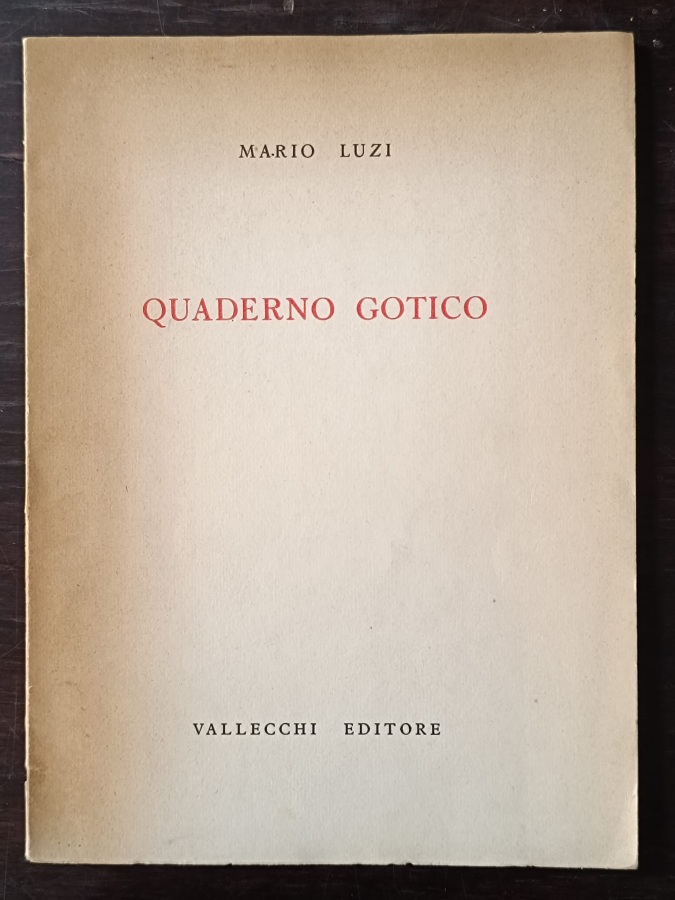 MARIO LUZI
QUADERNO GOTICO
VALLECCHI EDITORE